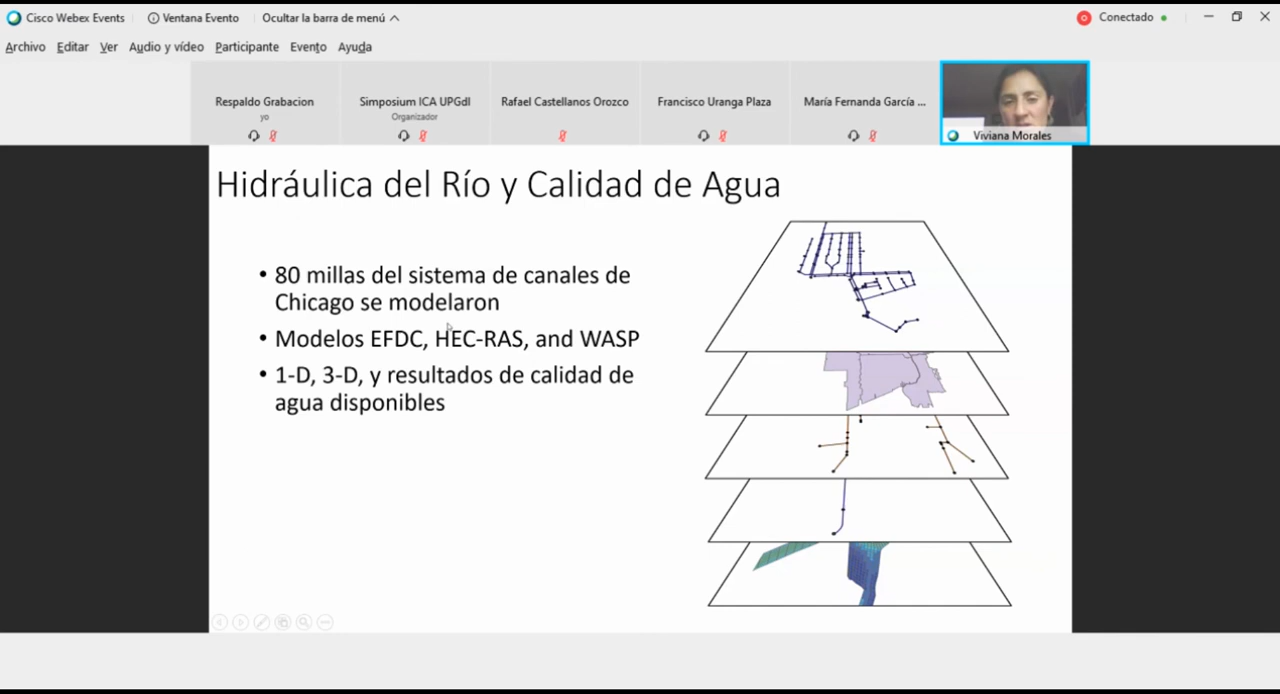 Cisco Webex Events Ventana Evento Ocultar la barra de menú Conectado
Archivo Editar Ver Audio y vídeo Participante Evento Ayuda
Respaldo Grabacion
yo
Simposium ICA UPGdl
Organizador
Rafael Castellanos Orozco
Francisco Uranga Plaza
María Fernanda García ...
Viviana Morales
Hidráulica del Río y Calidad de Agua
• 80 millas del sistema de canales de
Chicago se modelaron
• Modelos EFDC, HEC-RAS, and WASP
• 1-D, 3-D, y resultados de calidad de
agua disponibles